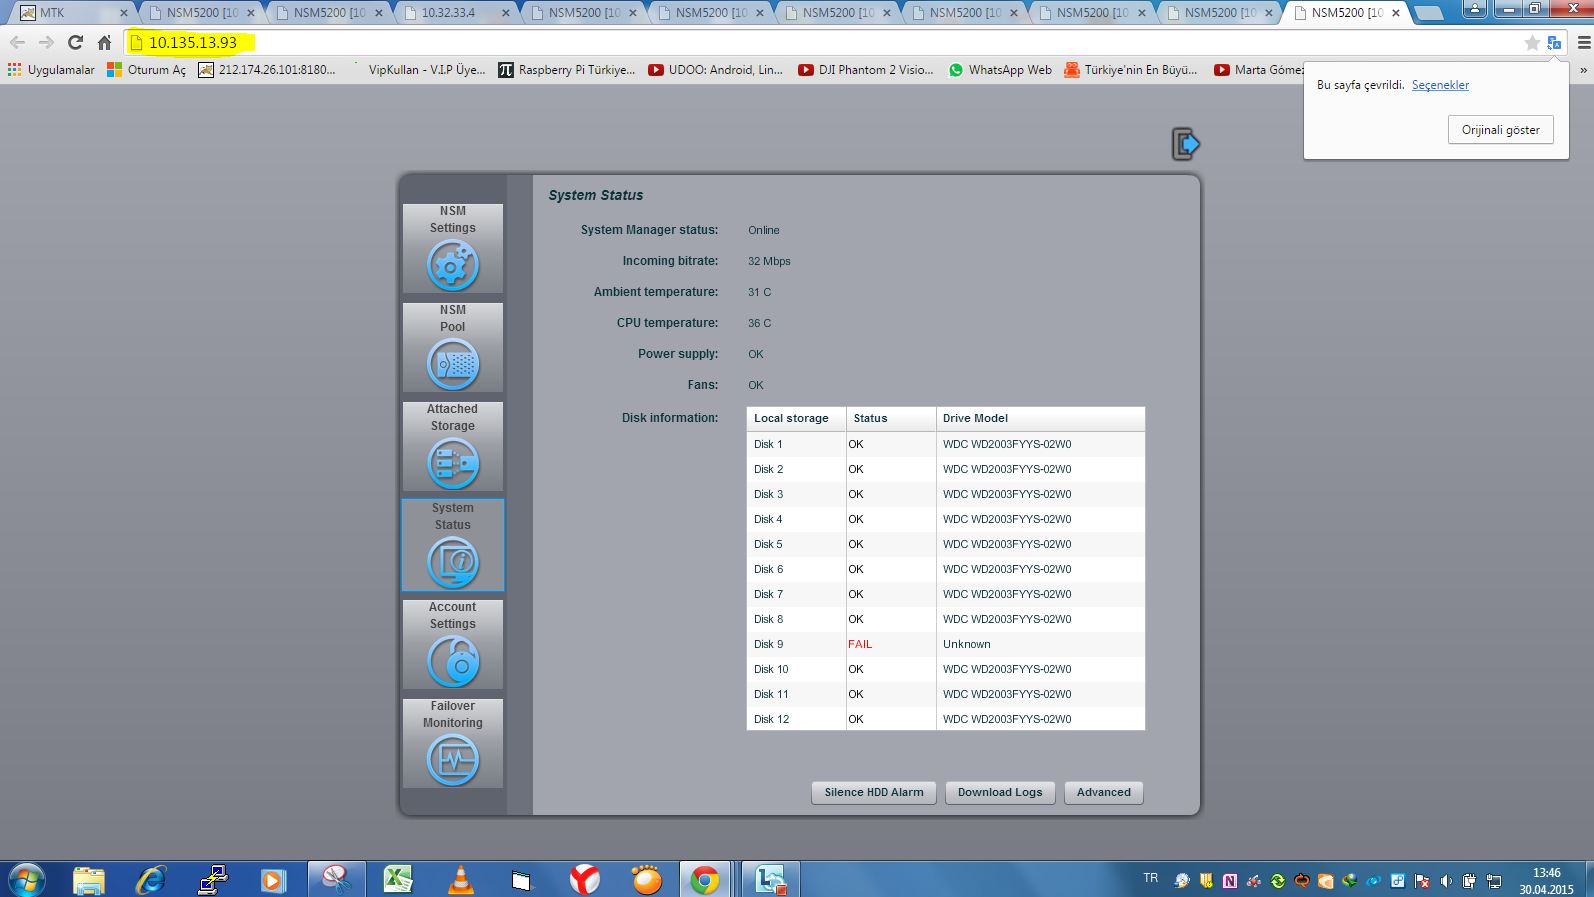 MTK
NSM5200 [10
NSM5200 [10
10.32.33.4
NSM5200 [10
NSM5200 [10
NSM5200 [10
NSM5200 [10
NSM5200 [10
NSM5200 [10
NSM5200 [10
10.135.13.93
Uygulamalar
Oturum Aç
212.174.26.101:8180...
VipKullan - V.I.P Üye...
Raspberry Pi Türkiye...
UDOO: Android, Lin...
DJI Phantom 2 Visio...
WhatsApp Web
Türkiye'nin En Büyü...
Marta Gómez
»
Bu sayfa çevrildi. Seçenekler
Orijinali göster
NSM
Settings
NSM
Pool
Attached
Storage
System
Status
Account
Settings
Failover
Monitoring
System Status
System Manager status: Online
Incoming bitrate: 32 Mbps
Ambient temperature: 31 C
CPU temperature: 36 C
Power supply: OK
Fans: OK
Disk information:
Local storage Status Drive Model
Disk 1 OK WDC WD2003FYYS-02W0
Disk 2 OK WDC WD2003FYYS-02W0
Disk 3 OK WDC WD2003FYYS-02W0
Disk 4 OK WDC WD2003FYYS-02W0
Disk 5 OK WDC WD2003FYYS-02W0
Disk 6 OK WDC WD2003FYYS-02W0
Disk 7 OK WDC WD2003FYYS-02W0
Disk 8 OK WDC WD2003FYYS-02W0
Disk 9 FAIL Unknown
Disk 10 OK WDC WD2003FYYS-02W0
Disk 11 OK WDC WD2003FYYS-02W0
Disk 12 OK WDC WD2003FYYS-02W0
Silence HDD Alarm
Download Logs
Advanced
TR
13:46
30.04.2015